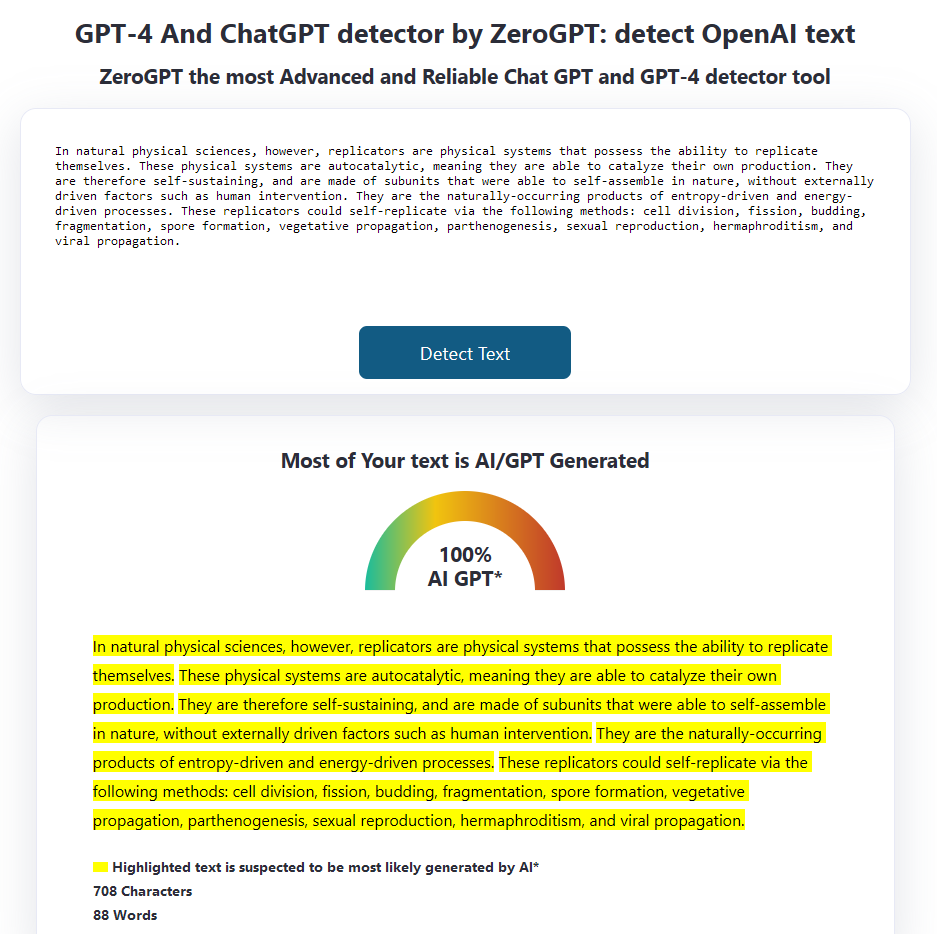 GPT-4 And ChatGPT detector by ZeroGPT: detect OpenAI text
ZeroGPT the most Advanced and Reliable Chat GPT and GPT-4 detector tool
In natural physical sciences, however, replicators are physical systems that possess the ability to replicate
themselves. These physical systems are autocatalytic, meaning they are able to catalyze their own production. They
are therefore self-sustaining, and are made of subunits that were able to self-assemble in nature, without externally
driven factors such as human intervention. They are the naturally-occurring products of entropy-driven and energy-
driven processes. These replicators could self-replicate via the following methods: cell division, fission, budding,
fragmentation, spore formation, vegetative propagation, parthenogenesis, sexual reproduction, hermaphroditism, and
viral propagation.
Detect Text
Most of Your text is AI/GPT Generated
100%
AI GPT*
In natural physical sciences, however, replicators are physical systems that possess the ability to replicate
themselves. These physical systems are autocatalytic, meaning they are able to catalyze their own
production. They are therefore self-sustaining, and are made of subunits that were able to self-assemble
in nature, without externally driven factors such as human intervention. They are the naturally-occurring
products of entropy-driven and energy-driven processes. These replicators could self-replicate via the
following methods: cell division, fission, budding, fragmentation, spore formation, vegetative
propagation, parthenogenesis, sexual reproduction, hermaphroditism, and viral propagation.
Highlighted text is suspected to be most likely generated by AI*
708 Characters
88 Words